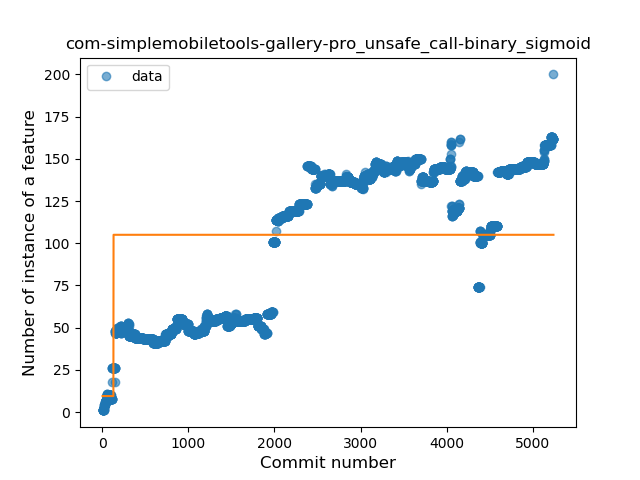 com-simplemobiletools-gallery-pro_unsafe_call-binary_sigmoid
data
Number of instance of a feature
200
175
150
125
100
75
50
25
0
0 1000 2000 3000 4000 5000
Commit number